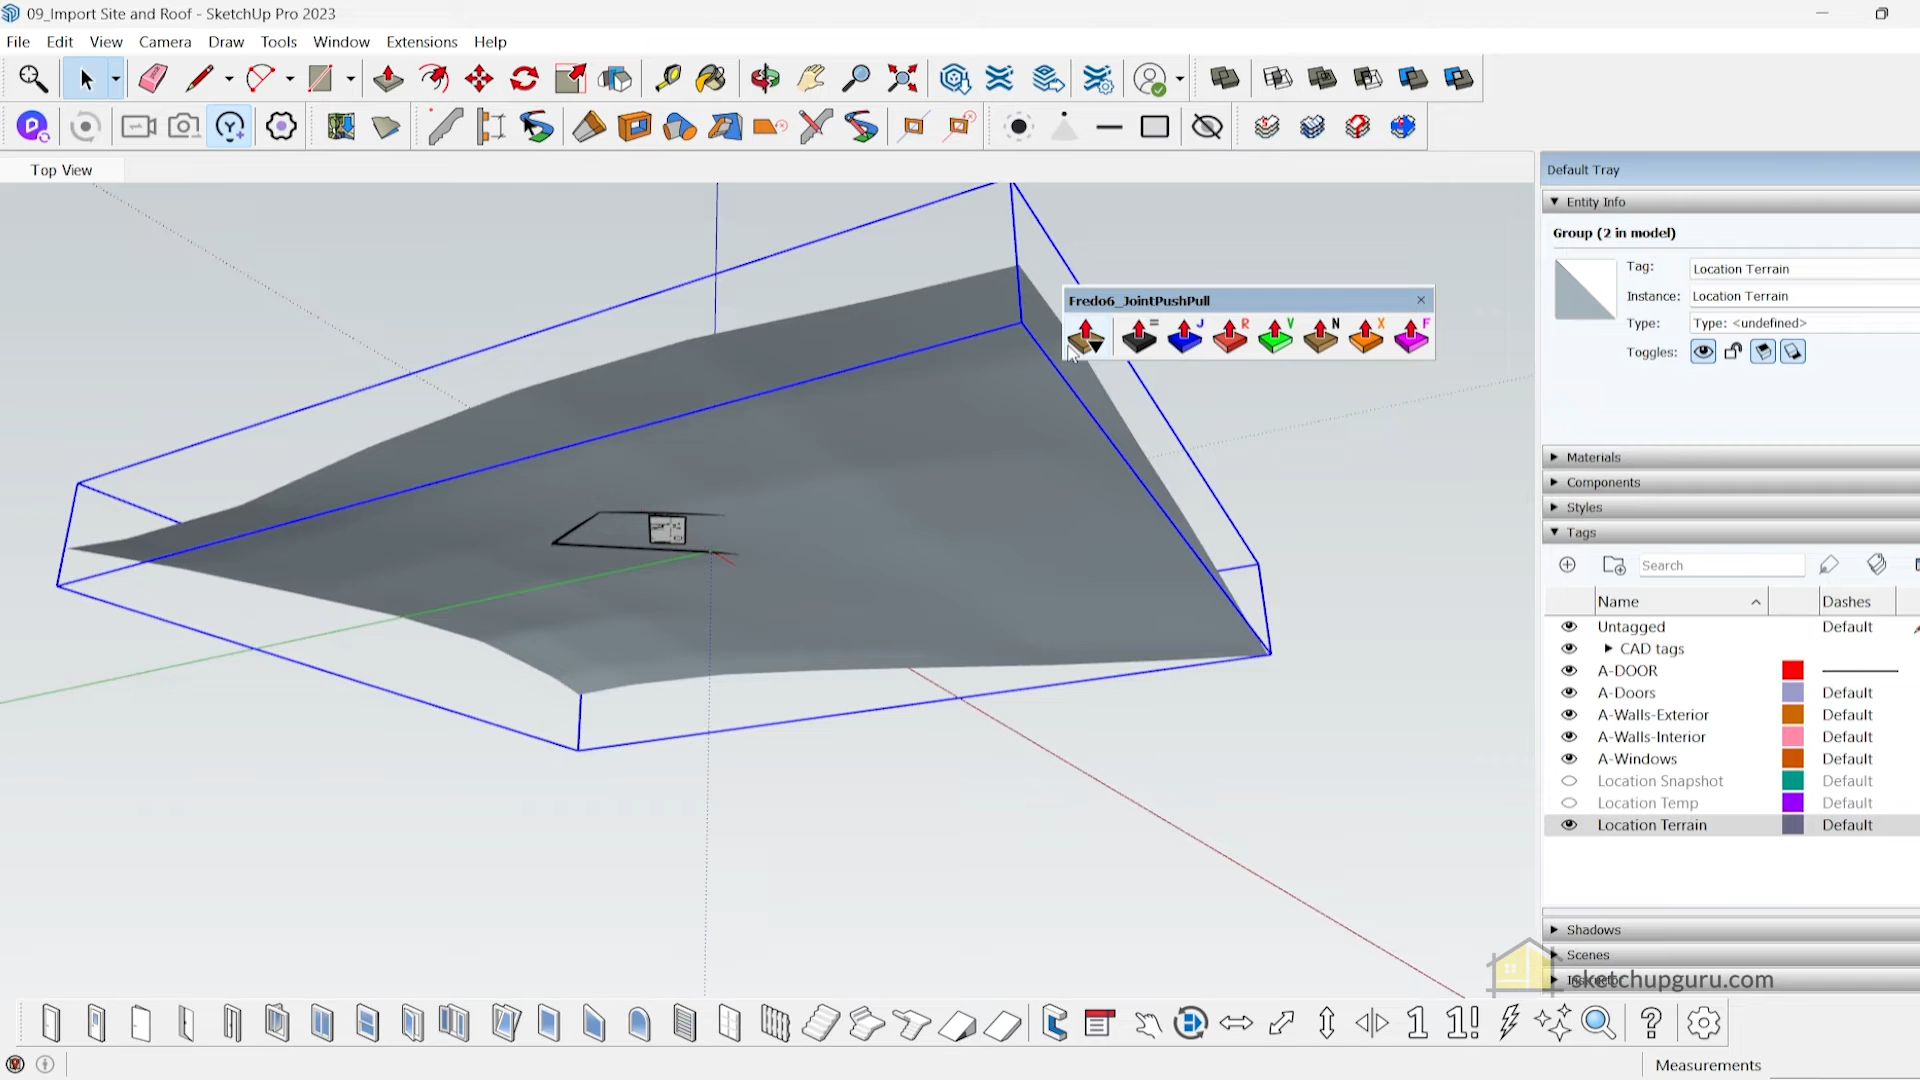 09_Import Site and Roof - SketchUp Pro 2023
File Edit View Camera Draw Tools Window Extensions Help
Top View
Default Tray
Entity Info
Group (2 in model)
Tag: Location Terrain
Instance: Location Terrain
Type: Type: <undefined>
Toggles:
Fredo6_JointPushPull
= J R V N X F
Materials
Components
Styles
Tags
Search
Name Dashes
Untagged Default
CAD tags
A-DOOR
A-Doors Default
A-Walls-Exterior Default
A-Walls-Interior Default
A-Windows Default
Location Snapshot Default
Location Temp Default
Location Terrain Default
Shadows
Scenes
sketchupguru.com
1 1! ?
Measurements